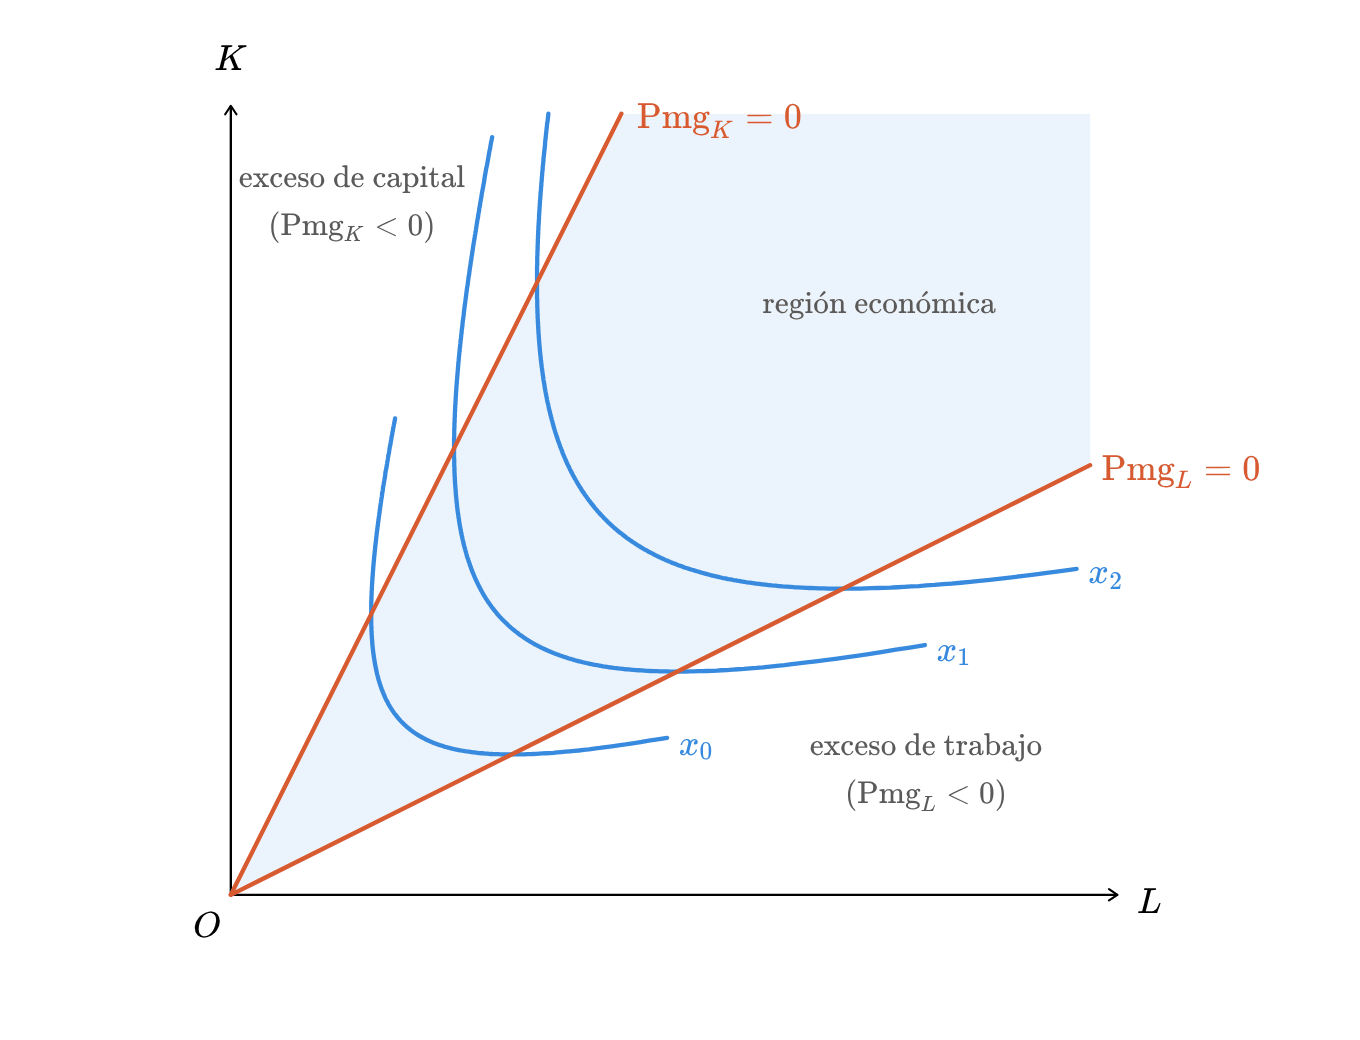 K
Pmg_K = 0
exceso de capital
(Pmg_K < 0)
región económica
Pmg_L = 0
x_2
x_1
x_0
exceso de trabajo
(Pmg_L < 0)
L
O